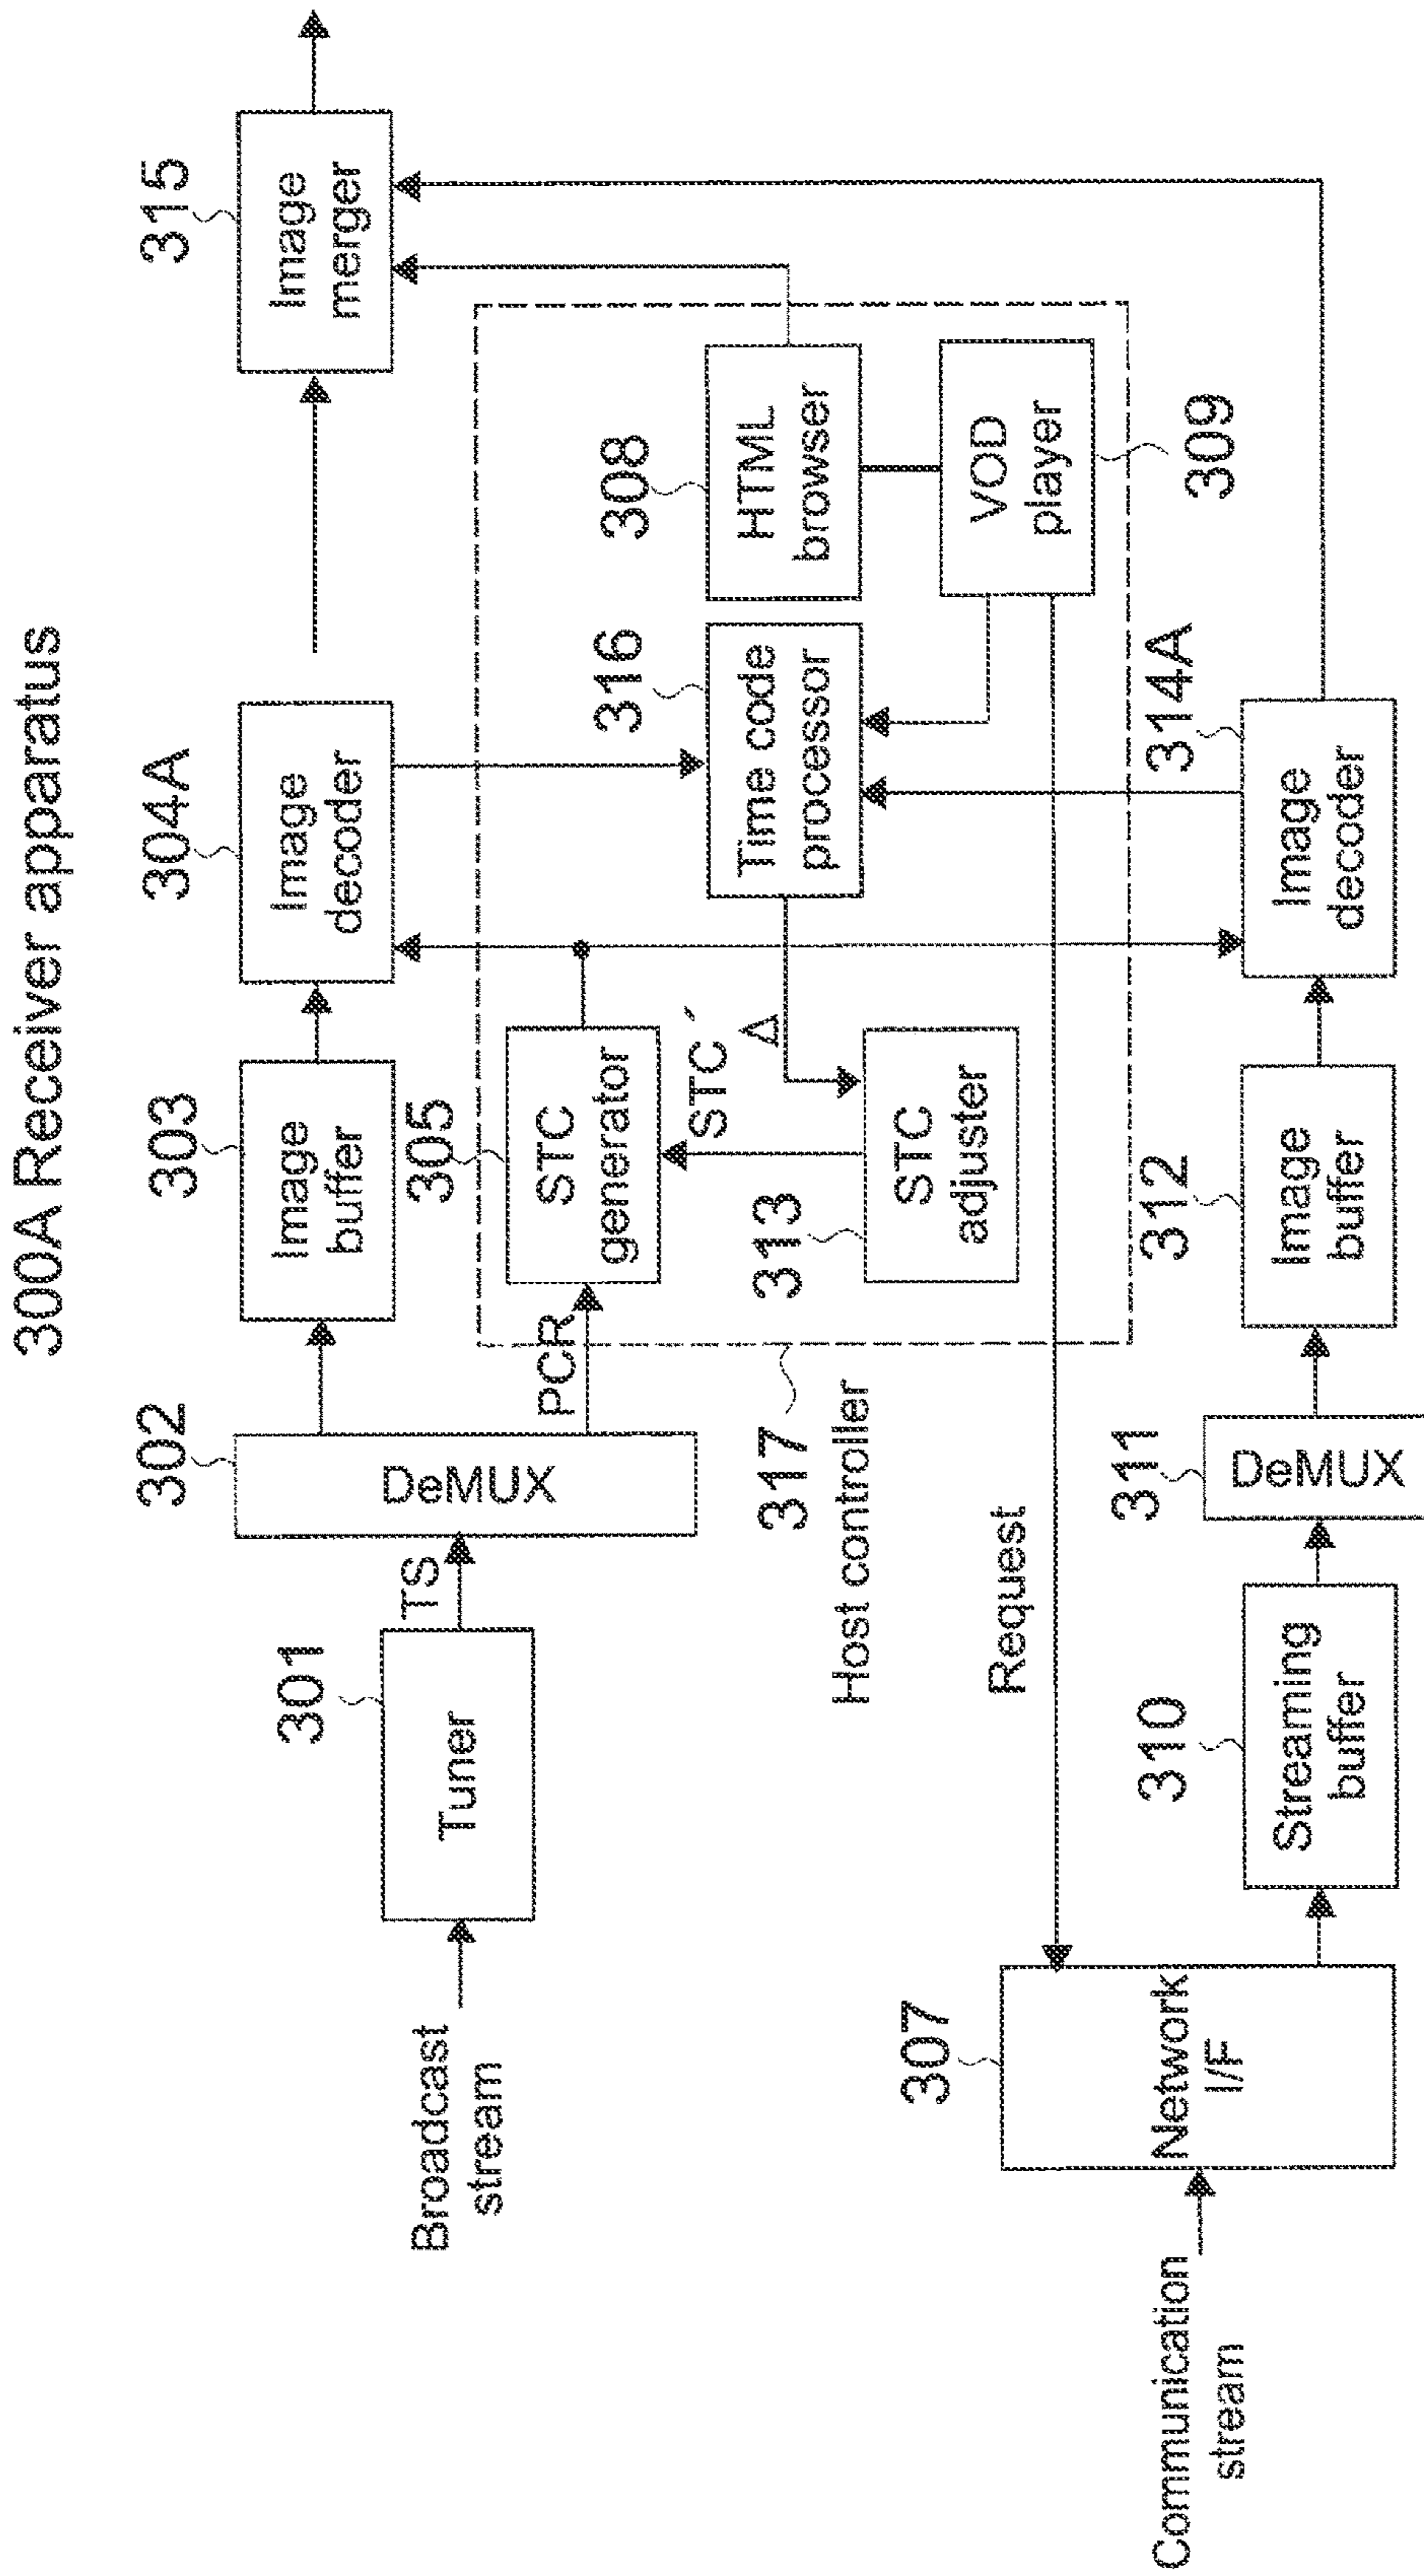 300A Receiver apparatus
315
Image
merger
304A
Image
decoder
303
Image
buffer
302
DeMUX
301
Tuner
TS
Broadcast
stream
PCR
305
STC
generator
STC´
Δ
313
STC
adjuster
316
Time code
processor
308
HTML
browser
VOD
player
309
317
Host controller
Request
307
Network
I/F
Communication
stream
310
Streaming
buffer
311
DeMUX
312
Image
buffer
314A
Image
decoder